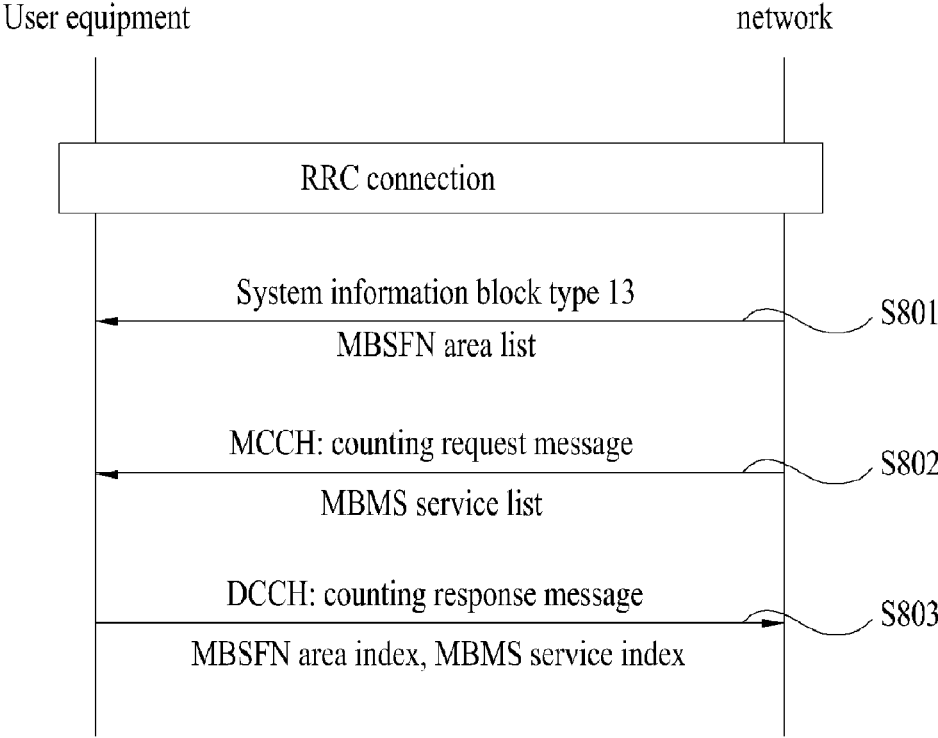 User equipment
network
RRC connection
System information block type 13
S801
MBSFN area list
MCCH: counting request message
S802
MBMS service list
DCCH: counting response message
S803
MBSFN area index, MBMS service index